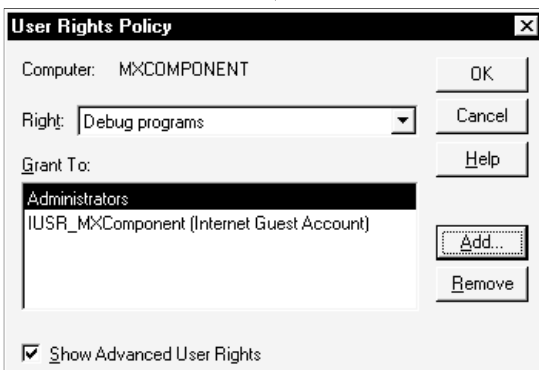 User Rights Policy
Computer: MXCOMPONENT
OK
Right: Debug programs
Cancel
Grant To:
Help
Administrators
IUSR_MXComponent (Internet Guest Account)
Add...
Remove
Show Advanced User Rights